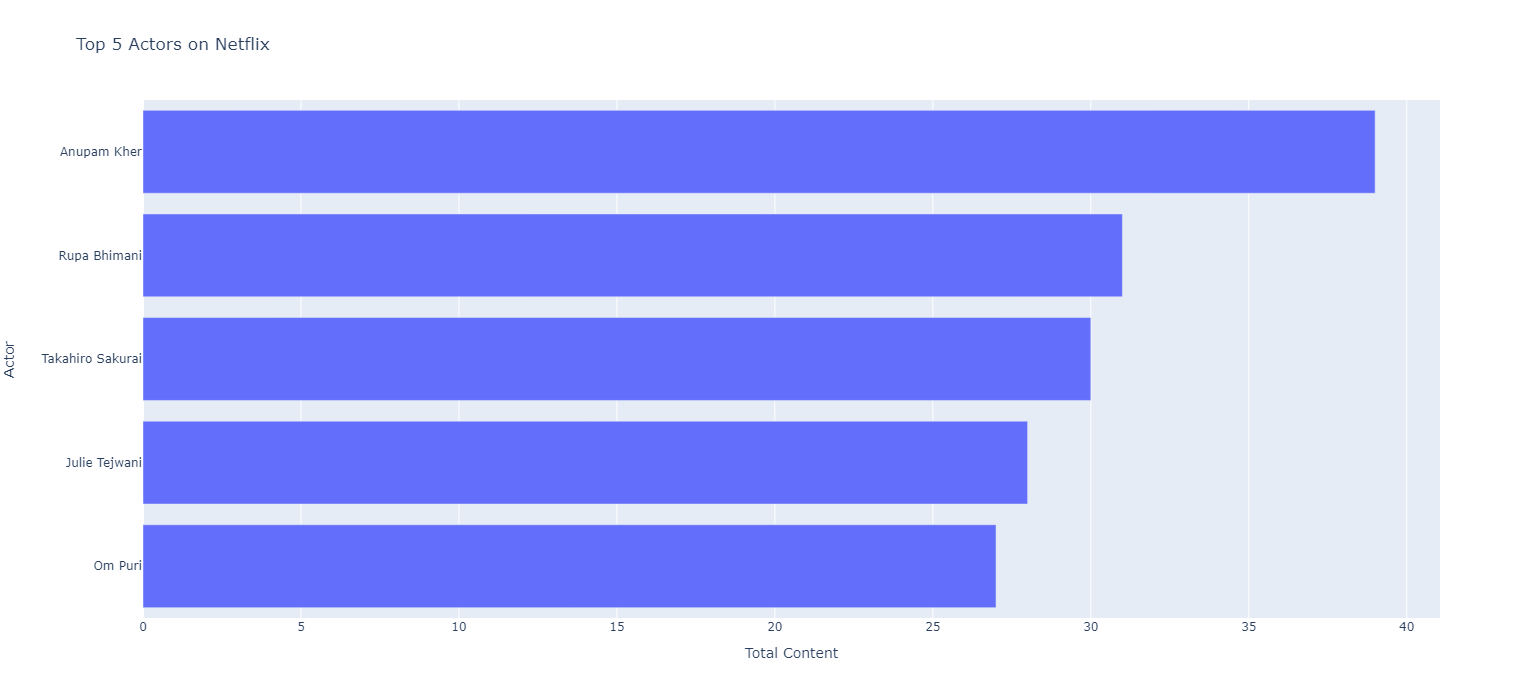 Top 5 Actors on Netflix
Actor
Anupam Kher
Rupa Bhimani
Takahiro Sakurai
Julie Tejwani
Om Puri
0 5 10 15 20 25 30 35 40
Total Content